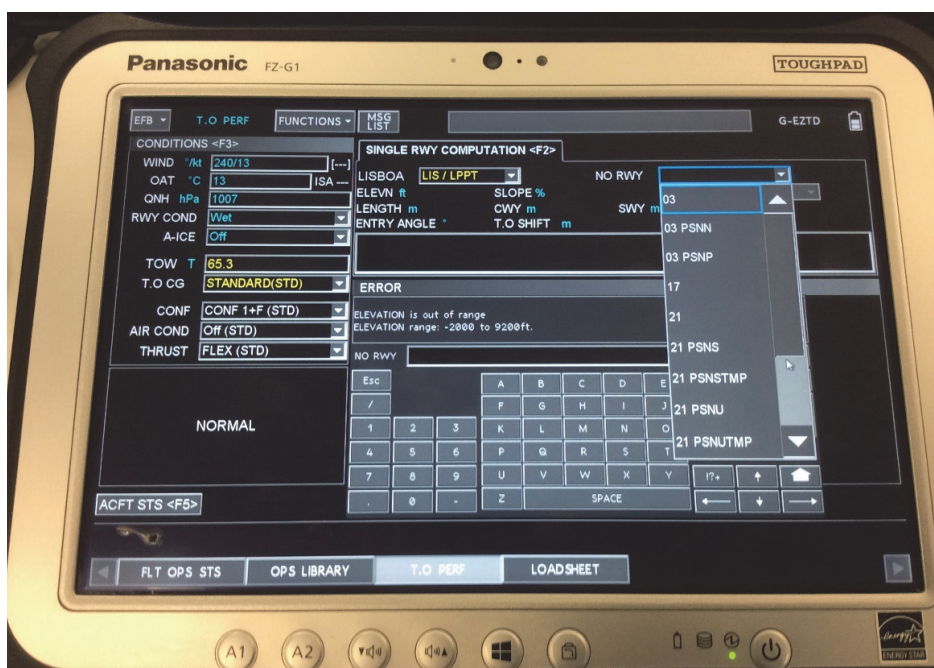 Panasonic FZ-G1 TOUGHPAD
EFB T.O PERF FUNCTIONS MSG LIST G-EZTD
CONDITIONS <F3>
WIND °/kt 240/13 [---]
OAT °C 13 ISA ---
QNH hPa 1007
RWY COND Wet
A-ICE Off
TOW T 65.3
T.O CG STANDARD(STD)
CONF CONF 1+F (STD)
AIR COND Off (STD)
THRUST FLEX (STD)
NORMAL
ACFT STS <F5>
SINGLE RWY COMPUTATION <F2>
LISBOA LIS / LPPT NO RWY
ELEVN ft SLOPE %
LENGTH m CWY m SWY m
ENTRY ANGLE ° T.O SHIFT m
03
03 PSNN
03 PSNP
17
21
21 PSNS
21 PSNSTMP
21 PSNU
21 PSNUTMP
ERROR
ELEVATION is out of range
ELEVATION range: -2000 to 9200ft.
NO RWY
Esc A B C D E
/ F G H I J
1 2 3 K L M N O
4 5 6 P Q R S T
7 8 9 U V W X Y !?+
. 0 - Z SPACE
FLT OPS STS OPS LIBRARY T.O PERF LOADSHEET
A1 A2
energy
ENERGY STAR